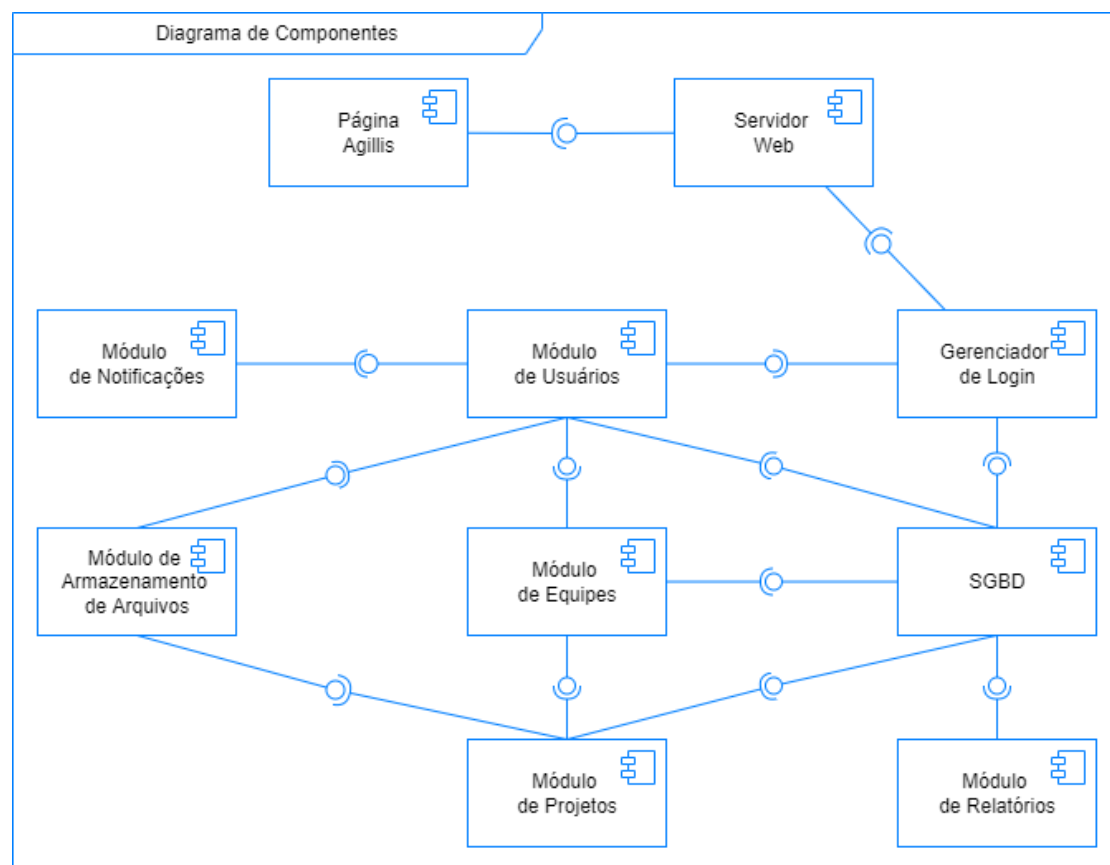 Diagrama de Componentes
Página
Agillis
Servidor
Web
Módulo
de Notificações
Módulo
de Usuários
Gerenciador
de Login
Módulo de
Armazenamento
de Arquivos
Módulo
de Equipes
SGBD
Módulo
de Projetos
Módulo
de Relatórios